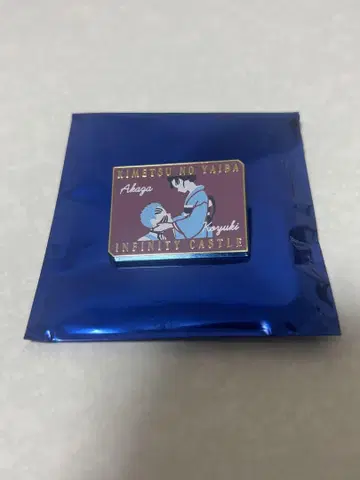 KIMETSU NO YAIBA
Akaza
Koyuki
INFINITY CASTLE